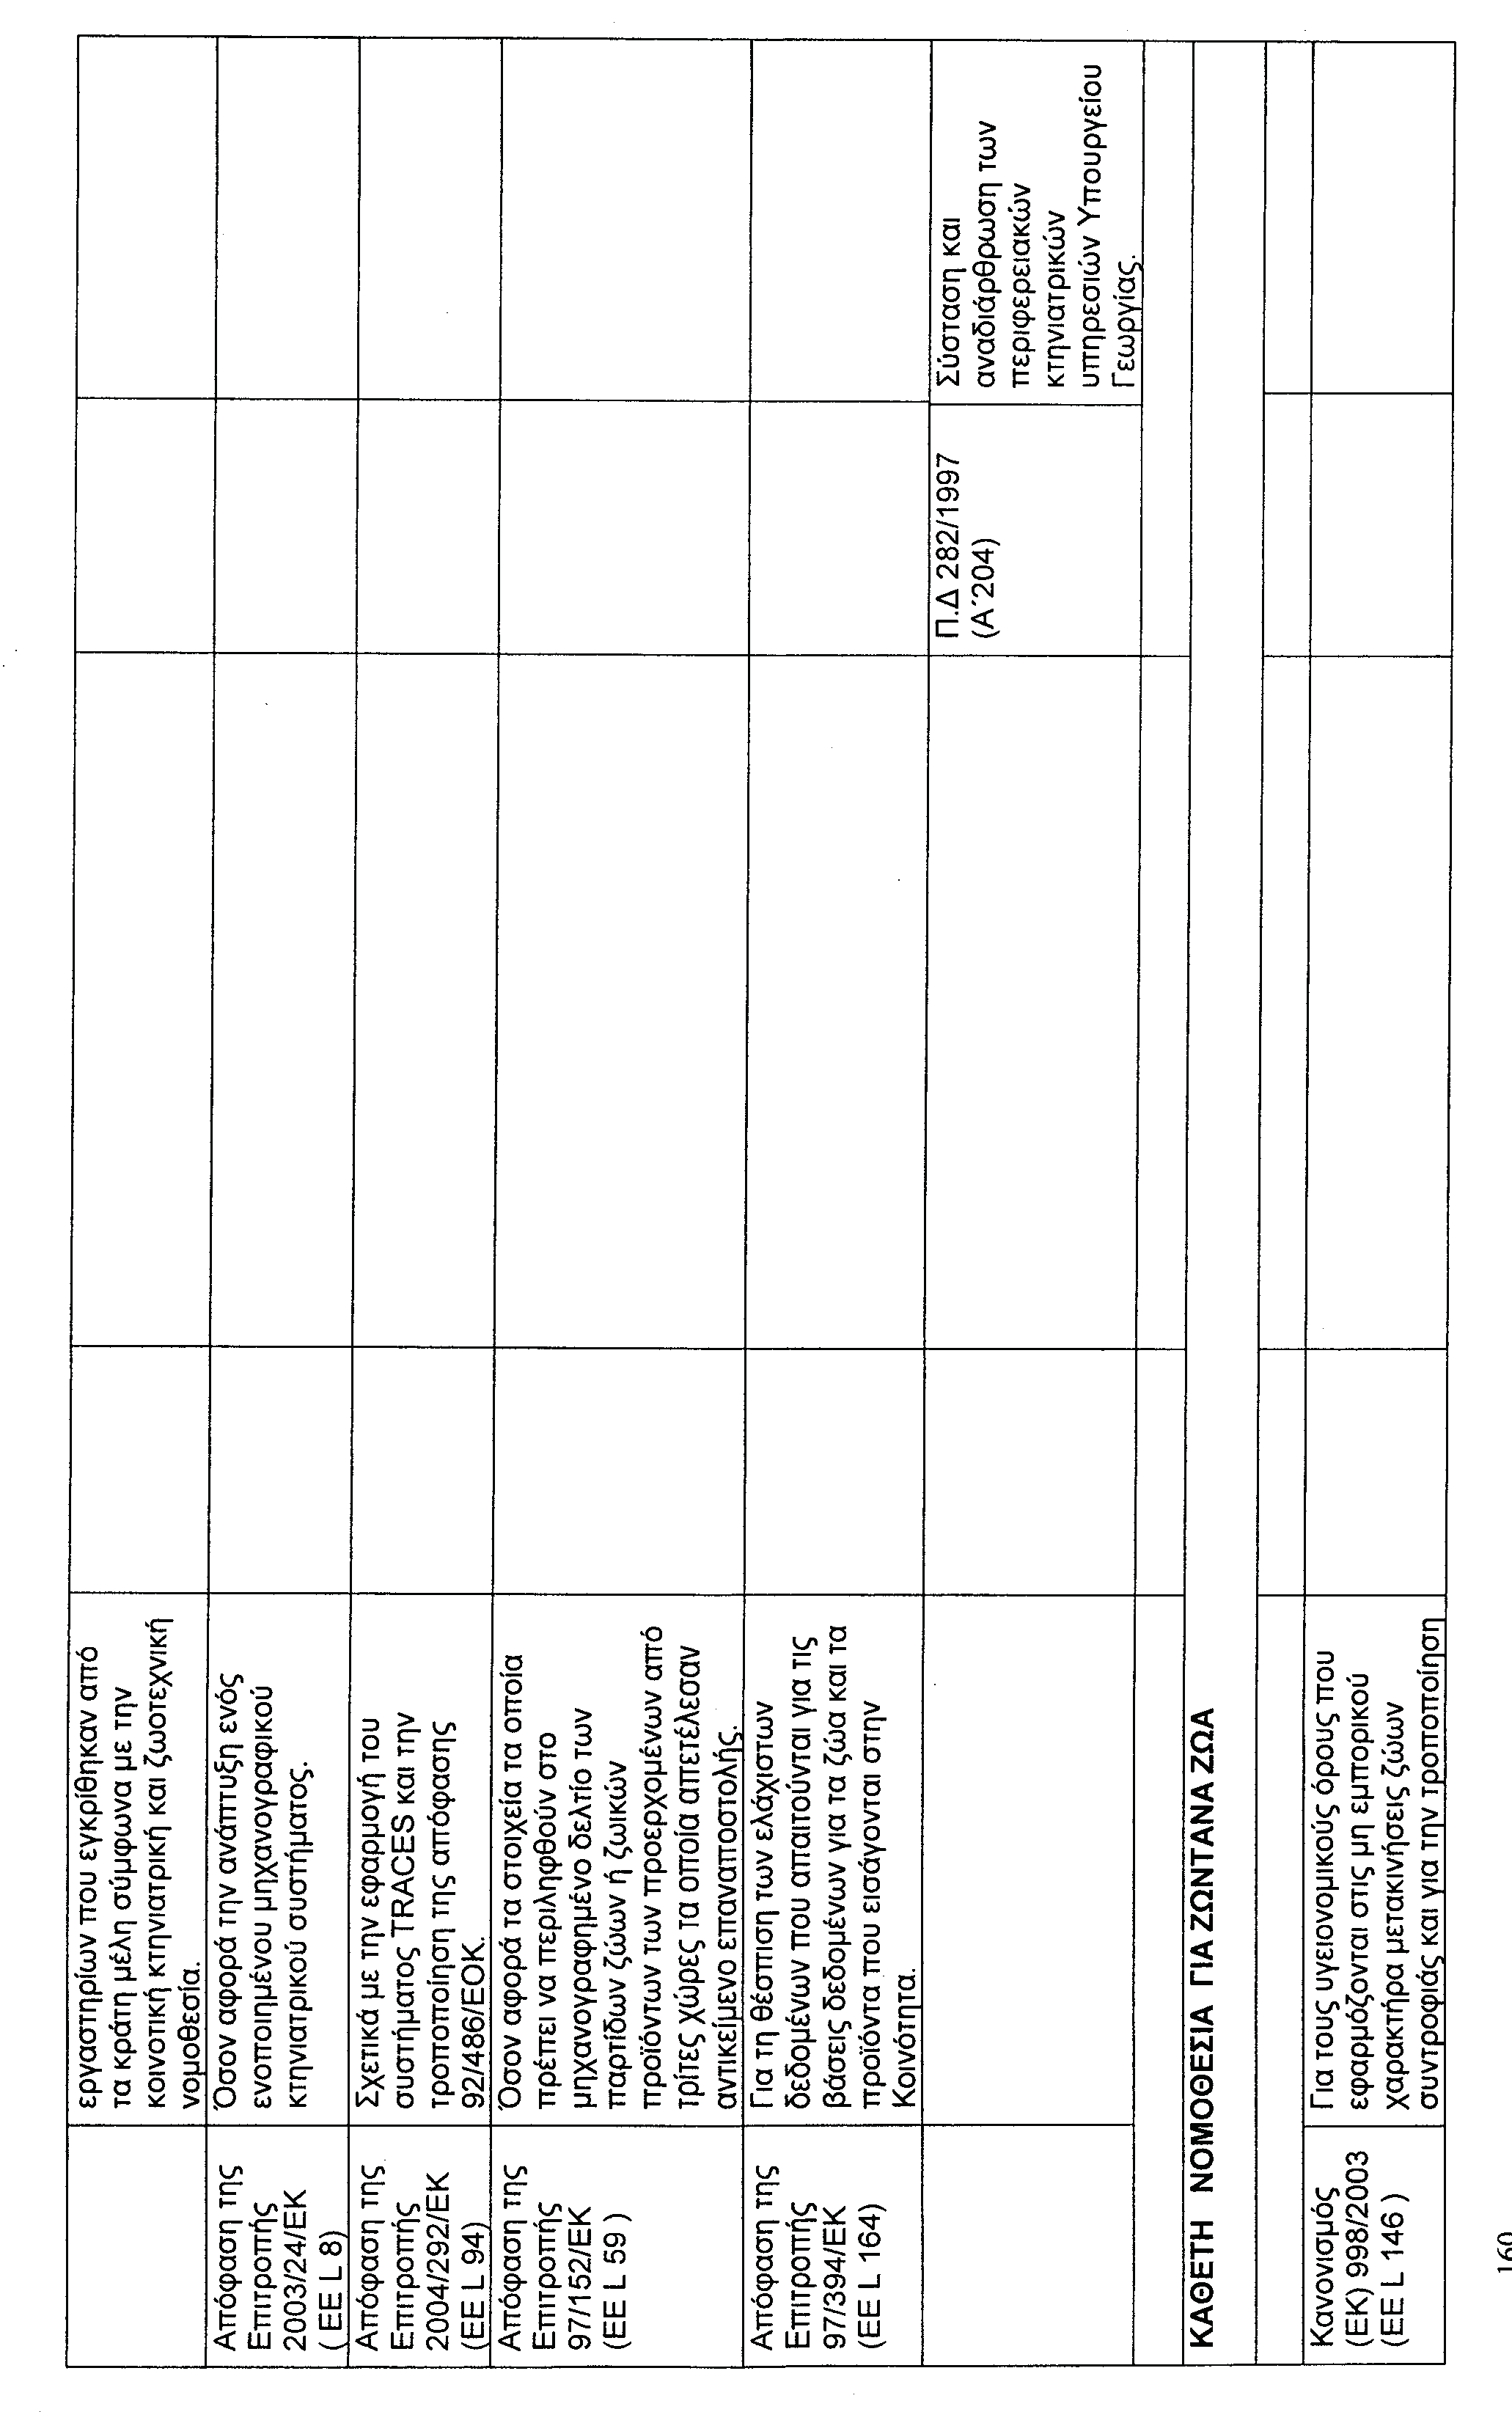 εργαστηρίων που εγκρίθηκαν από
τα κράτη μέλη σύμφωνα με την
κοινοτική κτηνιατρική και ζωοτεχνική
νομοθεσία.
Απόφαση της
Επιτροπής
2003/24/ΕΚ
( ΕΕ L 8)
Όσον αφορά την ανάπτυξη ενός
ενοποιημένου μηχανογραφικού
κτηνιατρικού συστήματος.
Απόφαση της
Επιτροπής
2004/292/ΕΚ
(ΕΕ L 94)
Σχετικά με την εφαρμογή του
συστήματος TRACES και την
τροποποίηση της απόφασης
92/486/ΕΟΚ.
Απόφαση της
Επιτροπής
97/152/ΕΚ
(ΕΕ L 59 )
Όσον αφορά τα στοιχεία τα οποία
πρέπει να περιληφθούν στο
μηχανογραφημένο δελτίο των
παρτίδων ζώων ή ζωικών
προϊόντων των προερχομένων από
τρίτες χώρες τα οποία απετέλεσαν
αντικείμενο επαναποστολής.
Απόφαση της
Επιτροπής
97/394/ΕΚ
(ΕΕ L 164)
Για τη θέσπιση των ελάχιστων
δεδομένων που απαιτούνται για τις
βάσεις δεδομένων για τα ζώα και τα
προϊόντα που εισάγονται στην
Κοινότητα.
Π.Δ 282/1997
(Α΄204)
Σύσταση και
αναδιάρθρωση των
περιφερειακών
κτηνιατρικών
υπηρεσιών Υπουργείου
Γεωργίας.
ΚΑΘΕΤΗ ΝΟΜΟΘΕΣΙΑ ΓΙΑ ΖΩΝΤΑΝΑ ΖΩΑ
Κανονισμός
(ΕΚ) 998/2003
(ΕΕ L 146 )
Για τους υγειονομικούς όρους που
εφαρμόζονται στις μη εμπορικού
χαρακτήρα μετακινήσεις ζώων
συντροφιάς και για την τροποποίηση
160